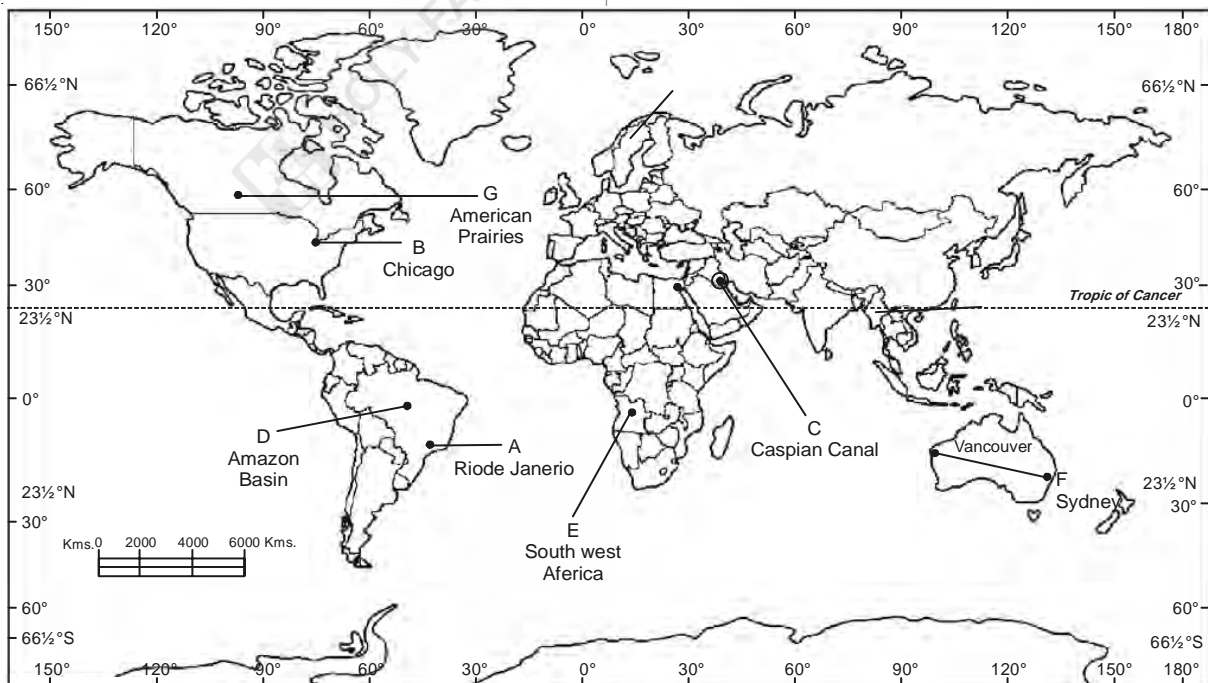 150° 90° 60° 30° 0° 30° 60° 90° 120° 150° 180°
66½°N 66½°N
60° 60°
G
American
Prairies
B
Chicago
30° 30°
Tropic of Cancer
23½°N 23½°N
0° 0°
D
Amazon
Basin
A
Riode Janerio
C
Caspian Canal
Vancouver
F
Sydney
23½°N 23½°N
30° 30°
E
South west
Aferica
Kms. 0 2000 4000 6000 Kms.
60° 60°
66½°S 66½°S
150° 90° 60° 30° 0° 30° 60° 90° 120° 150° 180°